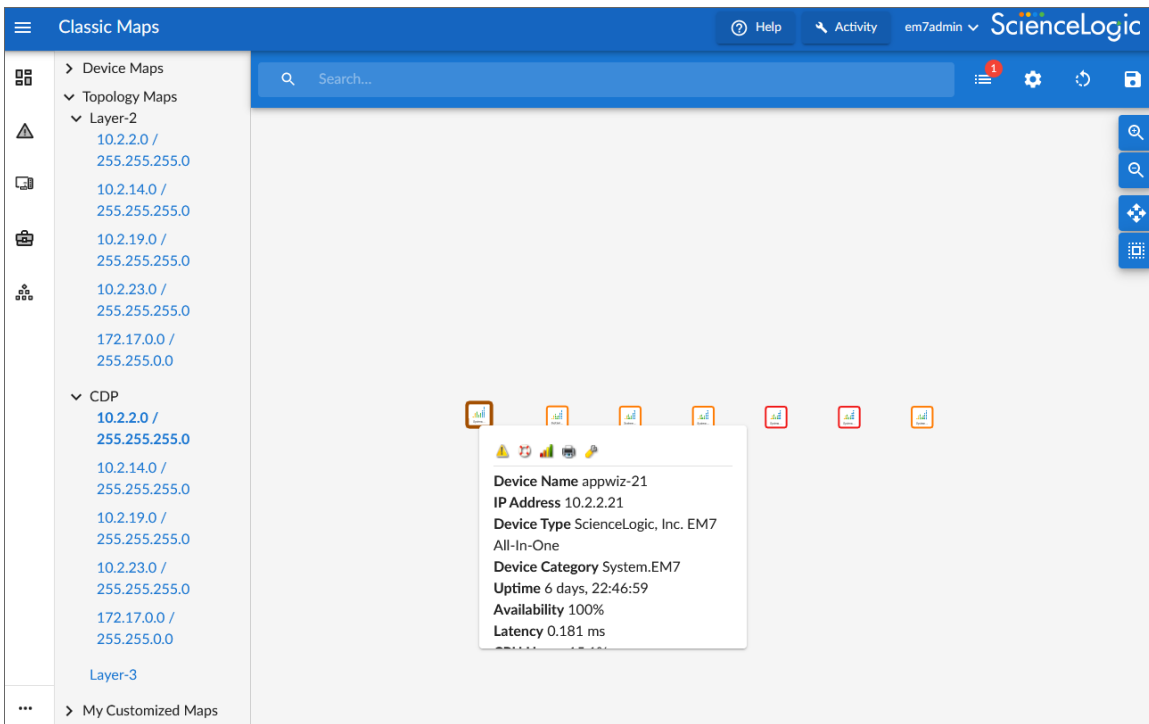 Classic Maps
Help
Activity
em7admin
ScienceLogic
Device Maps
Topology Maps
Layer-2
10.2.2.0 /
255.255.255.0
10.2.14.0 /
255.255.255.0
10.2.19.0 /
255.255.255.0
10.2.23.0 /
255.255.255.0
172.17.0.0 /
255.255.0.0
CDP
10.2.2.0 /
255.255.255.0
10.2.14.0 /
255.255.255.0
10.2.19.0 /
255.255.255.0
10.2.23.0 /
255.255.255.0
172.17.0.0 /
255.255.0.0
Layer-3
My Customized Maps
Search...
1
Device Name appwiz-21
IP Address 10.2.2.21
Device Type ScienceLogic, Inc. EM7
All-In-One
Device Category System.EM7
Uptime 6 days, 22:46:59
Availability 100%
Latency 0.181 ms